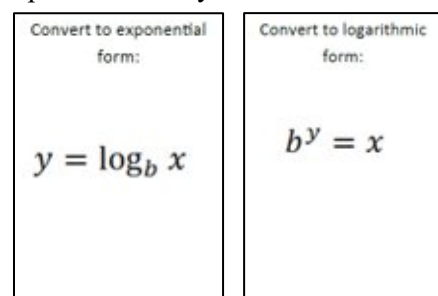 Convert to exponential
form:
y = log_b x
Convert to logarithmic
form:
b^y = x